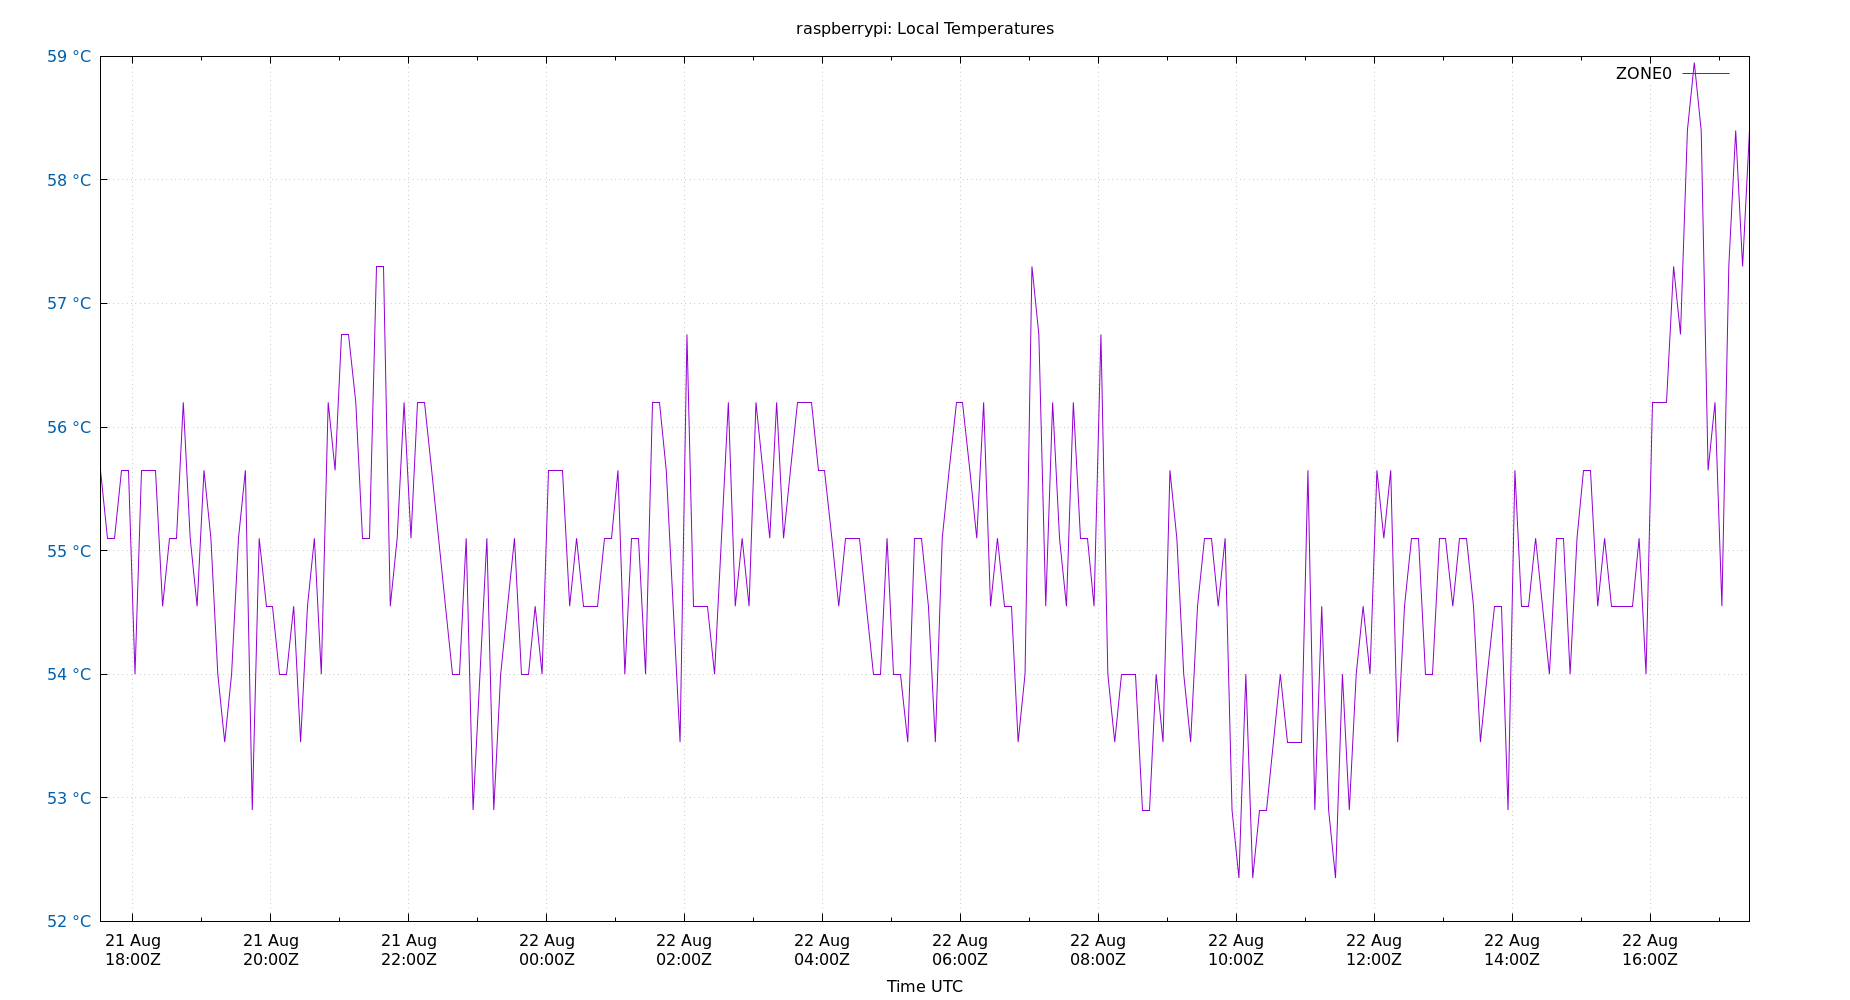 raspberrypi: Local Temperatures
59 °C
ZONE0
58 °C
57 °C
56 °C
55 °C
54 °C
53 °C
52 °C
21 Aug 21 Aug 21 Aug 22 Aug 22 Aug 22 Aug 22 Aug 22 Aug 22 Aug 22 Aug 22 Aug 22 Aug
18:00Z 20:00Z 22:00Z 00:00Z 02:00Z 04:00Z 06:00Z 08:00Z 10:00Z 12:00Z 14:00Z 16:00Z
Time UTC